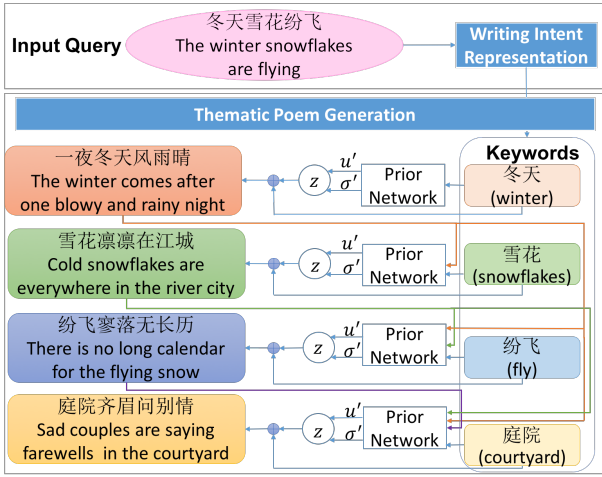 Input Query
冬天雪花纷飞
The winter snowflakes
are flying
Writing Intent
Representation
Thematic Poem Generation
Keywords
一夜冬天风雨晴
The winter comes after
one blowy and rainy night
z
u′
σ′
Prior
Network
冬天
(winter)
雪花凛凛在江城
Cold snowflakes are
everywhere in the river city
z
u′
σ′
Prior
Network
雪花
(snowflakes)
纷飞寥落无长历
There is no long calendar
for the flying snow
z
u′
σ′
Prior
Network
纷飞
(fly)
庭院齐眉问别情
Sad couples are saying
farewells in the courtyard
z
u′
σ′
Prior
Network
庭院
(courtyard)